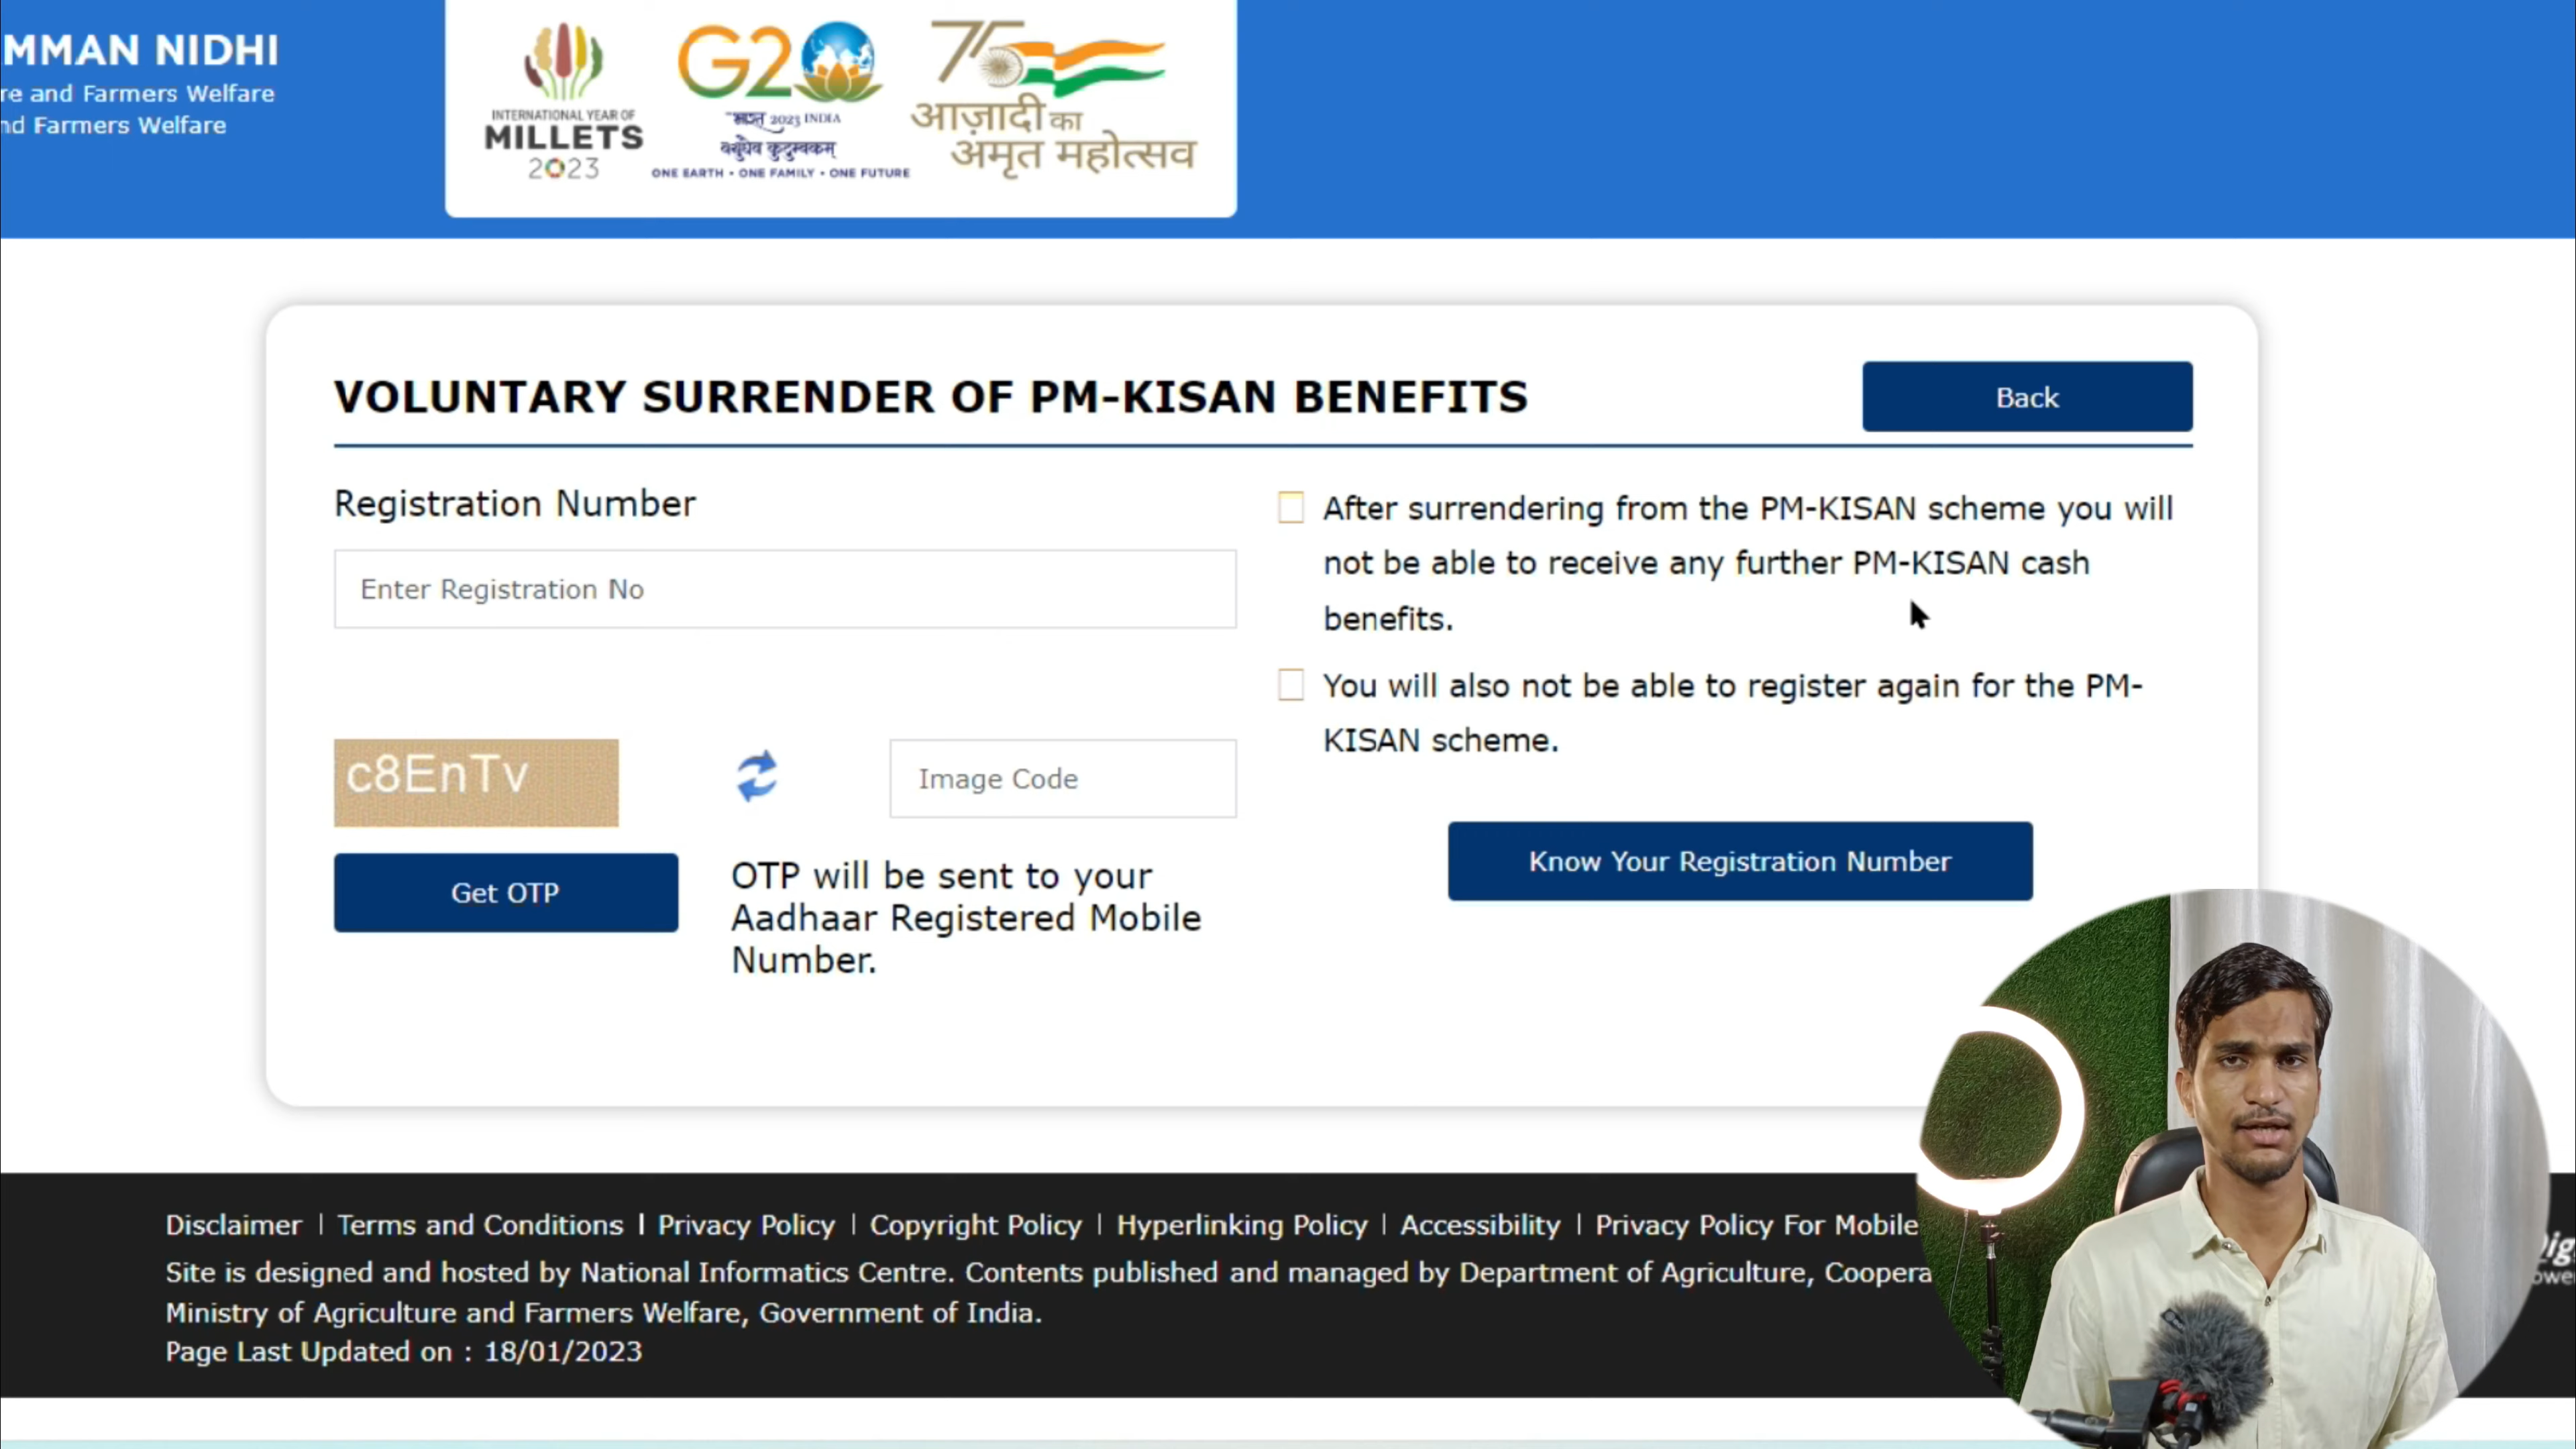 MMAN NIDHI
re and Farmers Welfare
nd Farmers Welfare
INTERNATIONAL YEAR OF
MILLETS
2023
G20
भारत 2023 INDIA
वसुधैव कुटुम्बकम्
ONE EARTH • ONE FAMILY • ONE FUTURE
75
आज़ादी का
अमृत महोत्सव
VOLUNTARY SURRENDER OF PM-KISAN BENEFITS
Back
Registration Number
Enter Registration No
After surrendering from the PM-KISAN scheme you will
not be able to receive any further PM-KISAN cash
benefits.
You will also not be able to register again for the PM-
KISAN scheme.
c8EnTv
Image Code
Know Your Registration Number
Get OTP
OTP will be sent to your
Aadhaar Registered Mobile
Number.
Disclaimer | Terms and Conditions | Privacy Policy | Copyright Policy | Hyperlinking Policy | Accessibility | Privacy Policy For Mobile
Site is designed and hosted by National Informatics Centre. Contents published and managed by Department of Agriculture, Coopera
Ministry of Agriculture and Farmers Welfare, Government of India.
Page Last Updated on : 18/01/2023